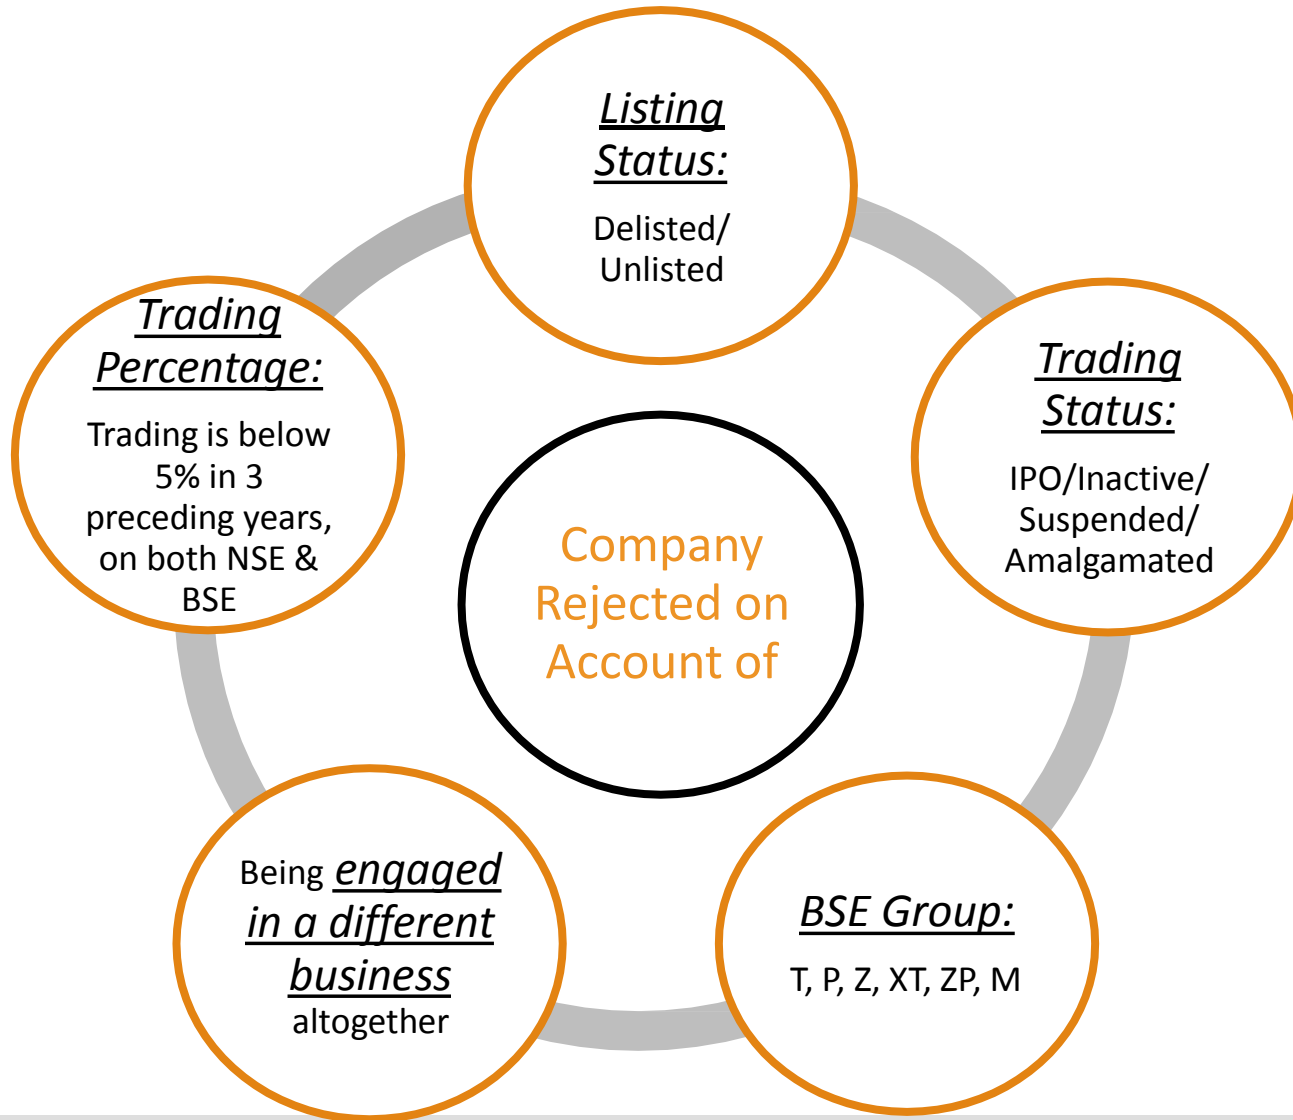 Listing
Status:
Delisted/
Unlisted
Trading
Status:
IPO/Inactive/
Suspended/
Amalgamated
BSE Group:
T, P, Z, XT, ZP, M
Being engaged
in a different
business
altogether
Trading
Percentage:
Trading is below
5% in 3
preceding years,
on both NSE &
BSE
Company
Rejected on
Account of